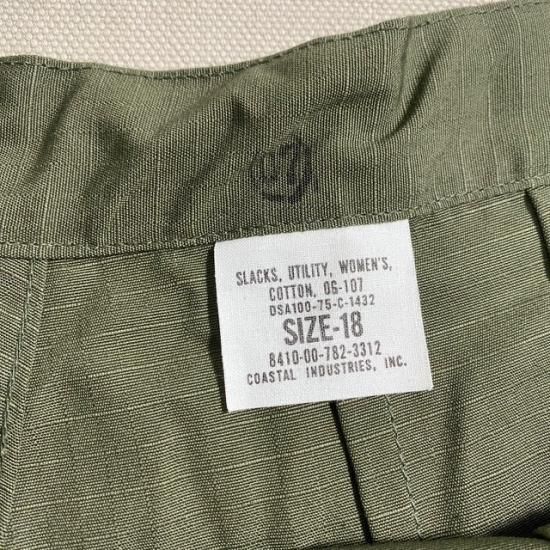 SLACKS, UTILITY, WOMEN'S,
COTTON, OG-107
DSA100-75-C-1432
SIZE-18
8410-00-782-3312
COASTAL INDUSTRIES, INC.